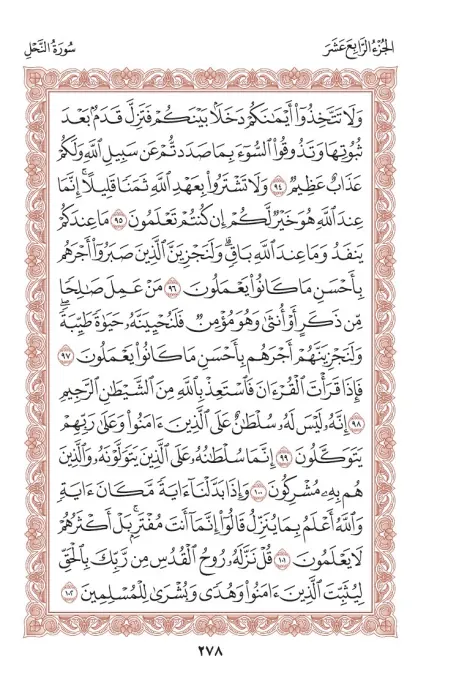 الجُزْءُ الرَّابِعَ عَشَرَ سُورَةُ النَّحْلِ
وَلَا تَتَّخِذُوٓا۟ أَيْمَٰنَكُمْ دَخَلًۢا بَيْنَكُمْ فَتَزِلَّ قَدَمٌۢ بَعْدَ
ثُبُوتِهَا وَتَذُوقُوا۟ ٱلسُّوٓءَ بِمَا صَدَدتُّمْ عَن سَبِيلِ ٱللَّهِ وَلَكُمْ
عَذَابٌ عَظِيمٌ ٩٤ وَلَا تَشْتَرُوا۟ بِعَهْدِ ٱللَّهِ ثَمَنًا قَلِيلًا ۚ إِنَّمَا
عِندَ ٱللَّهِ هُوَ خَيْرٌ لَّكُمْ إِن كُنتُمْ تَعْلَمُونَ ٩٥ مَا عِندَكُمْ
يَنفَدُ وَمَا عِندَ ٱللَّهِ بَاقٍ ۗ وَلَنَجْزِيَنَّ ٱلَّذِينَ صَبَرُوٓا۟ أَجْرَهُم
بِأَحْسَنِ مَا كَانُوا۟ يَعْمَلُونَ ٩٦ مَنْ عَمِلَ صَٰلِحًا
مِّن ذَكَرٍ أَوْ أُنثَىٰ وَهُوَ مُؤْمِنٌ فَلَنُحْيِيَنَّهُۥ حَيَوٰةً طَيِّبَةً ۖ
وَلَنَجْزِيَنَّهُمْ أَجْرَهُم بِأَحْسَنِ مَا كَانُوا۟ يَعْمَلُونَ ٩٧
فَإِذَا قَرَأْتَ ٱلْقُرْءَانَ فَٱسْتَعِذْ بِٱللَّهِ مِنَ ٱلشَّيْطَٰنِ ٱلرَّجِيمِ
٩٨ إِنَّهُۥ لَيْسَ لَهُۥ سُلْطَٰنٌ عَلَى ٱلَّذِينَ ءَامَنُوا۟ وَعَلَىٰ رَبِّهِمْ
يَتَوَكَّلُونَ ٩٩ إِنَّمَا سُلْطَٰنُهُۥ عَلَى ٱلَّذِينَ يَتَوَلَّوْنَهُۥ وَٱلَّذِينَ
هُم بِهِۦ مُشْرِكُونَ ١٠٠ وَإِذَا بَدَّلْنَآ ءَايَةً مَّكَانَ ءَايَةٍ ۙ
وَٱللَّهُ أَعْلَمُ بِمَا يُنَزِّلُ قَالُوٓا۟ إِنَّمَآ أَنتَ مُفْتَرٍۭ ۚ بَلْ أَكْثَرُهُمْ
لَا يَعْلَمُونَ ١٠١ قُلْ نَزَّلَهُۥ رُوحُ ٱلْقُدُسِ مِن رَّبِّكَ بِٱلْحَقِّ
لِيُثَبِّتَ ٱلَّذِينَ ءَامَنُوا۟ وَهُدًى وَبُشْرَىٰ لِلْمُسْلِمِينَ ١٠٢
٢٧٨